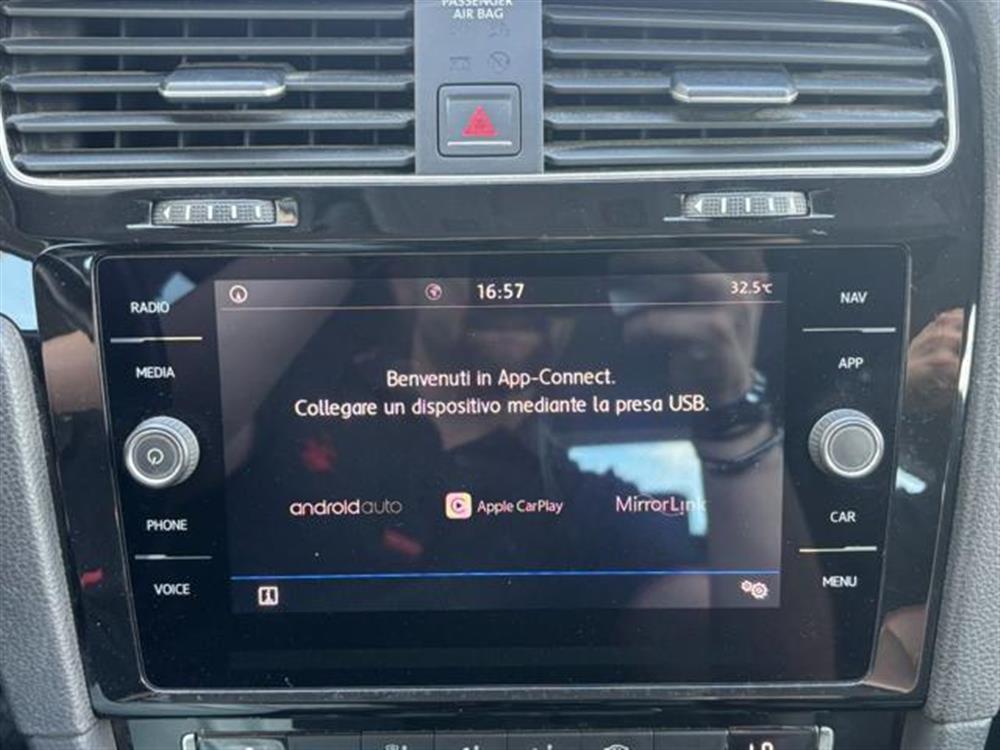 PASSENGER
AIR BAG
RADIO
MEDIA
PHONE
VOICE
16:57
32.5°C
Benvenuti in App-Connect.
Collegare un dispositivo mediante la presa USB.
androidauto
Apple CarPlay
MirrorLink
NAV
APP
CAR
MENU